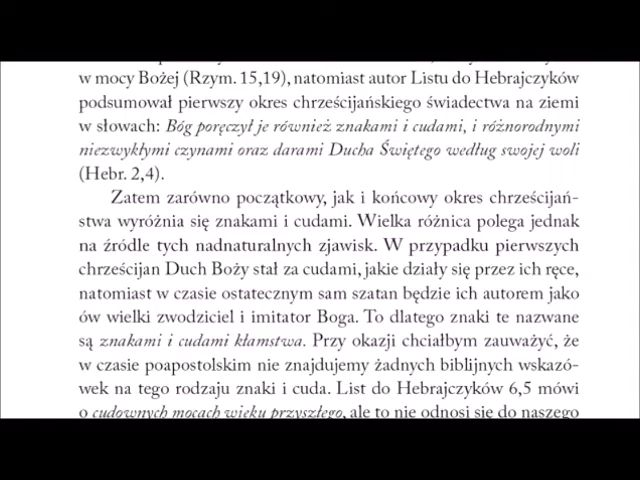 w mocy Bożej (Rzym. 15,19), natomiast autor Listu do Hebrajczyków
podsumował pierwszy okres chrześcijańskiego świadectwa na ziemi
w słowach: Bóg poręczył je również znakami i cudami, i różnorodnymi
niezwykłymi czynami oraz darami Ducha Świętego według swojej woli
(Hebr. 2,4).
Zatem zarówno początkowy, jak i końcowy okres chrześcijań-
stwa wyróżnia się znakami i cudami. Wielka różnica polega jednak
na źródle tych nadnaturalnych zjawisk. W przypadku pierwszych
chrześcijan Duch Boży stał za cudami, jakie działy się przez ich ręce,
natomiast w czasie ostatecznym sam szatan będzie ich autorem jako
ów wielki zwodziciel i imitator Boga. To dlatego znaki te nazwane
są znakami i cudami kłamstwa. Przy okazji chciałbym zauważyć, że
w czasie poapostolskim nie znajdujemy żadnych biblijnych wskazó-
wek na tego rodzaju znaki i cuda. List do Hebrajczyków 6,5 mówi
o cudownych mocach wieku przyszłego, ale to nie odnosi się do naszego